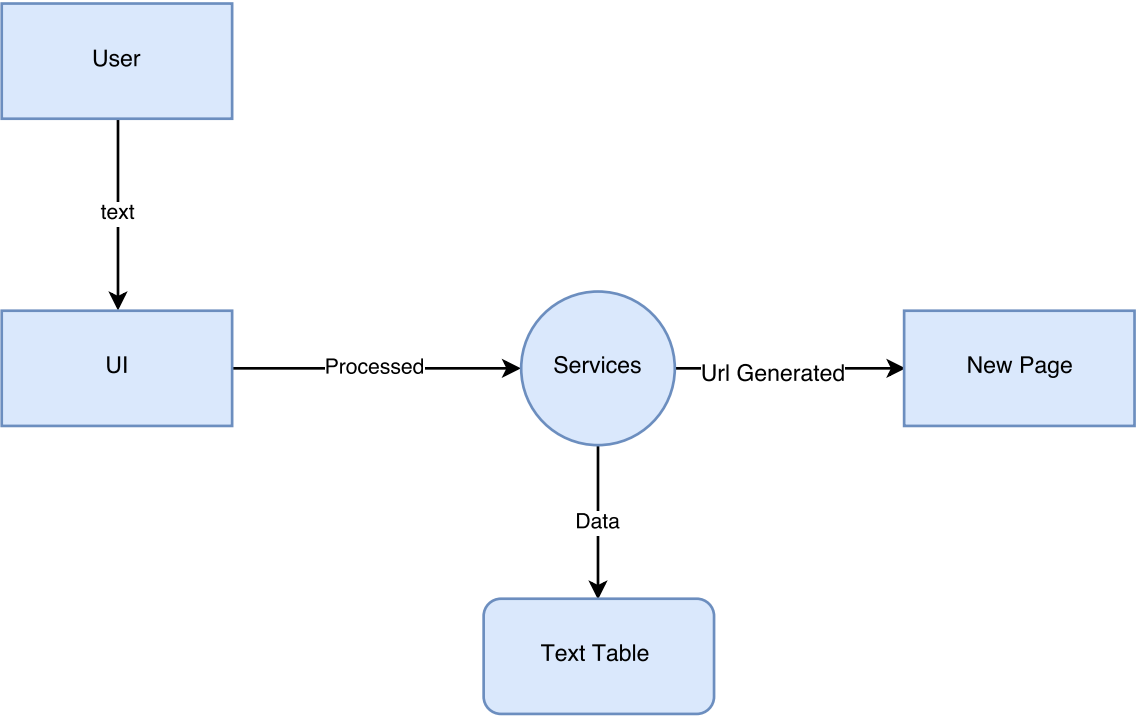 User
text
UI
Processed
Services
Url Generated
New Page
Data
Text Table